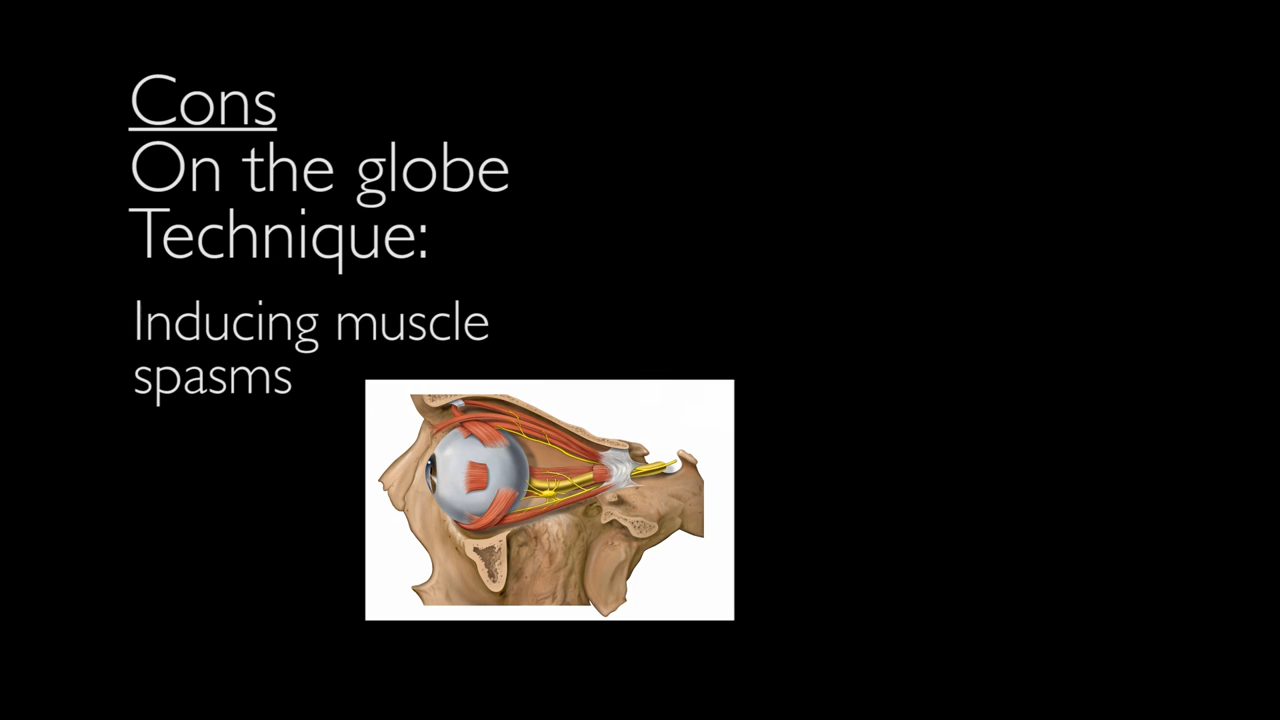 Cons
On the globe
Technique:
Inducing muscle
spasms